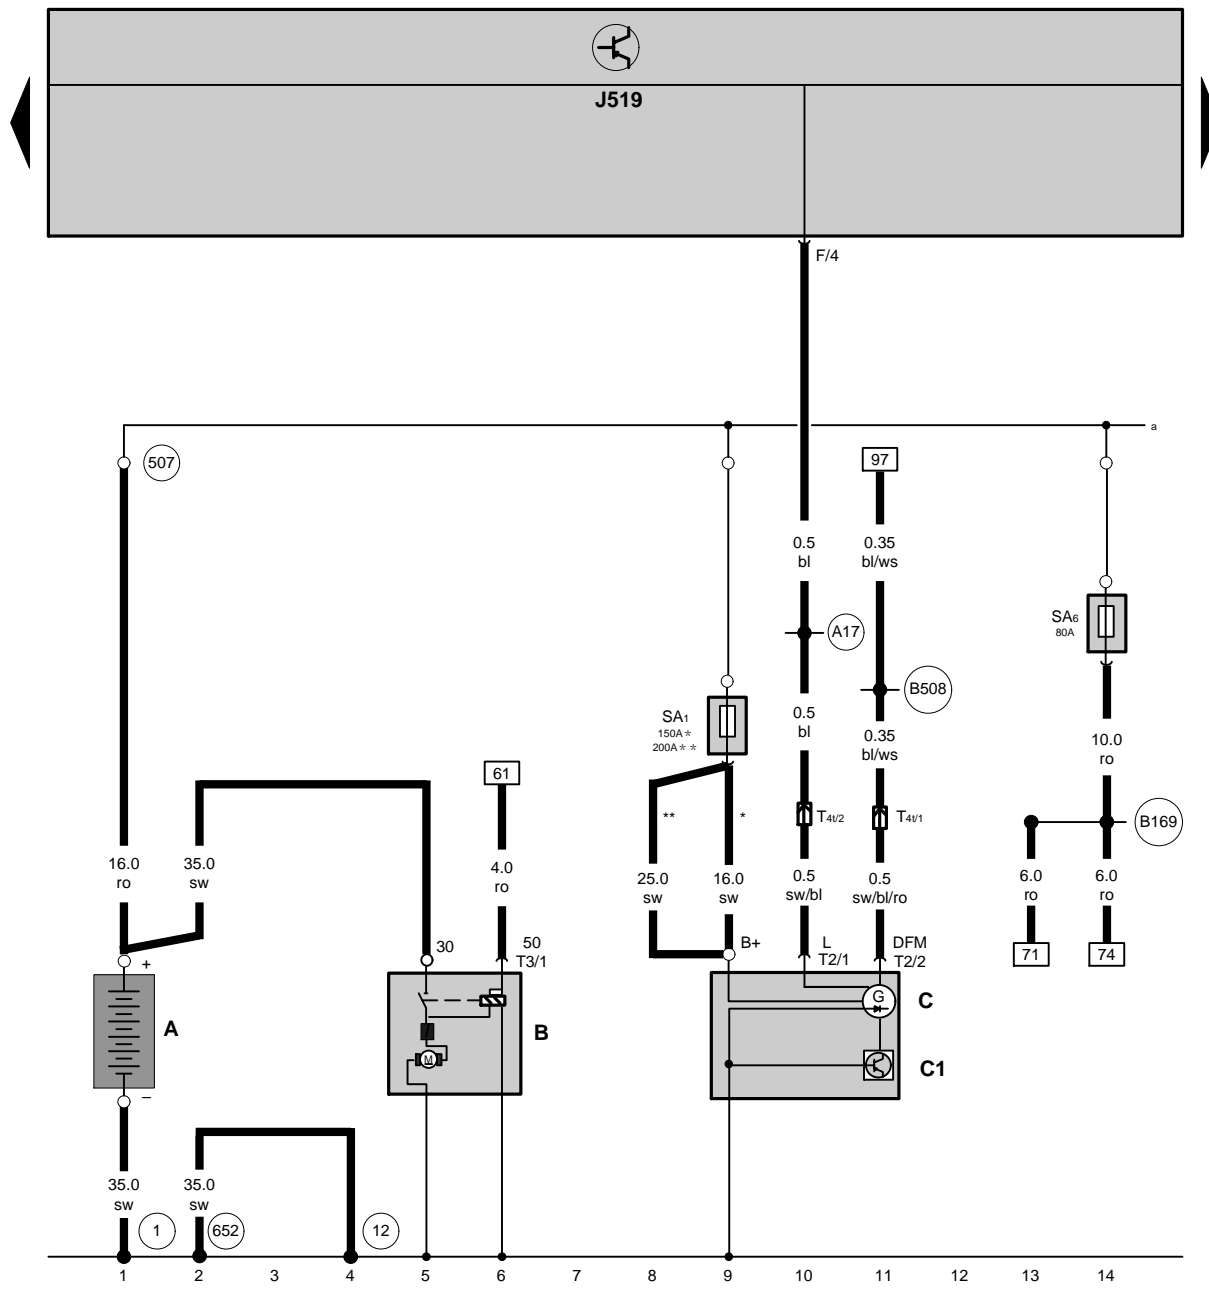 J519
F/4
a
507
97
0.5
bl
0.35
bl/ws
SA6
80A
A17
B508
SA1
150A*
200A**
0.5
bl
0.35
bl/ws
10.0
ro
61
**
*
T4t/2
T4t/1
B169
16.0
ro
35.0
sw
4.0
ro
25.0
sw
16.0
sw
0.5
sw/bl
0.5
sw/bl/ro
6.0
ro
6.0
ro
+
30
50
T3/1
B+
L
T2/1
DFM
T2/2
71
74
A
M
B
G
C
C1
–
35.0
sw
35.0
sw
1
652
12
1 2 3 4 5 6 7 8 9 10 11 12 13 14